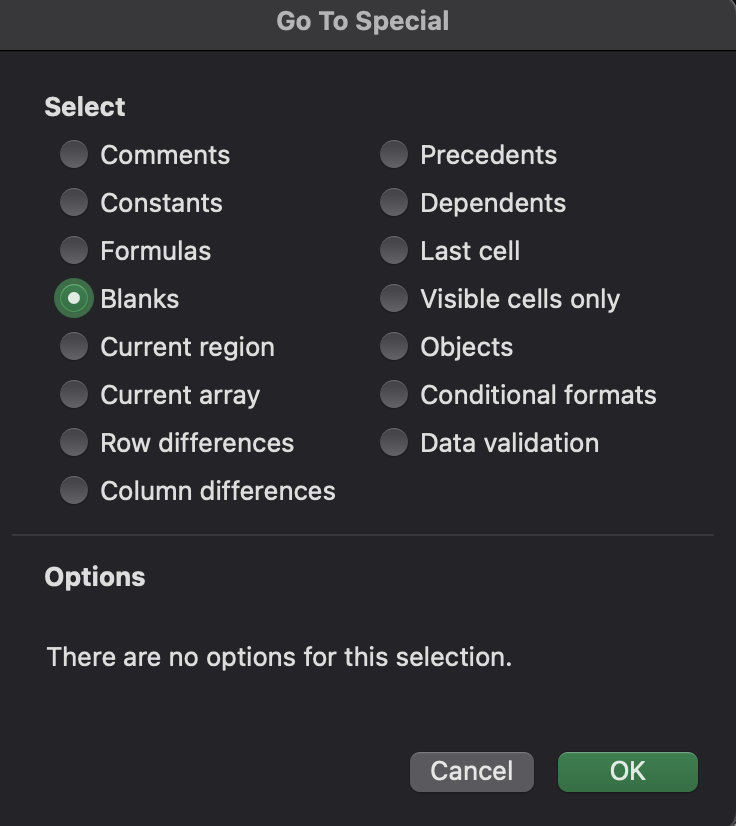 Go To Special
Select
Comments
Constants
Formulas
Blanks
Current region
Current array
Row differences
Column differences
Precedents
Dependents
Last cell
Visible cells only
Objects
Conditional formats
Data validation
Options
There are no options for this selection.
Cancel
OK